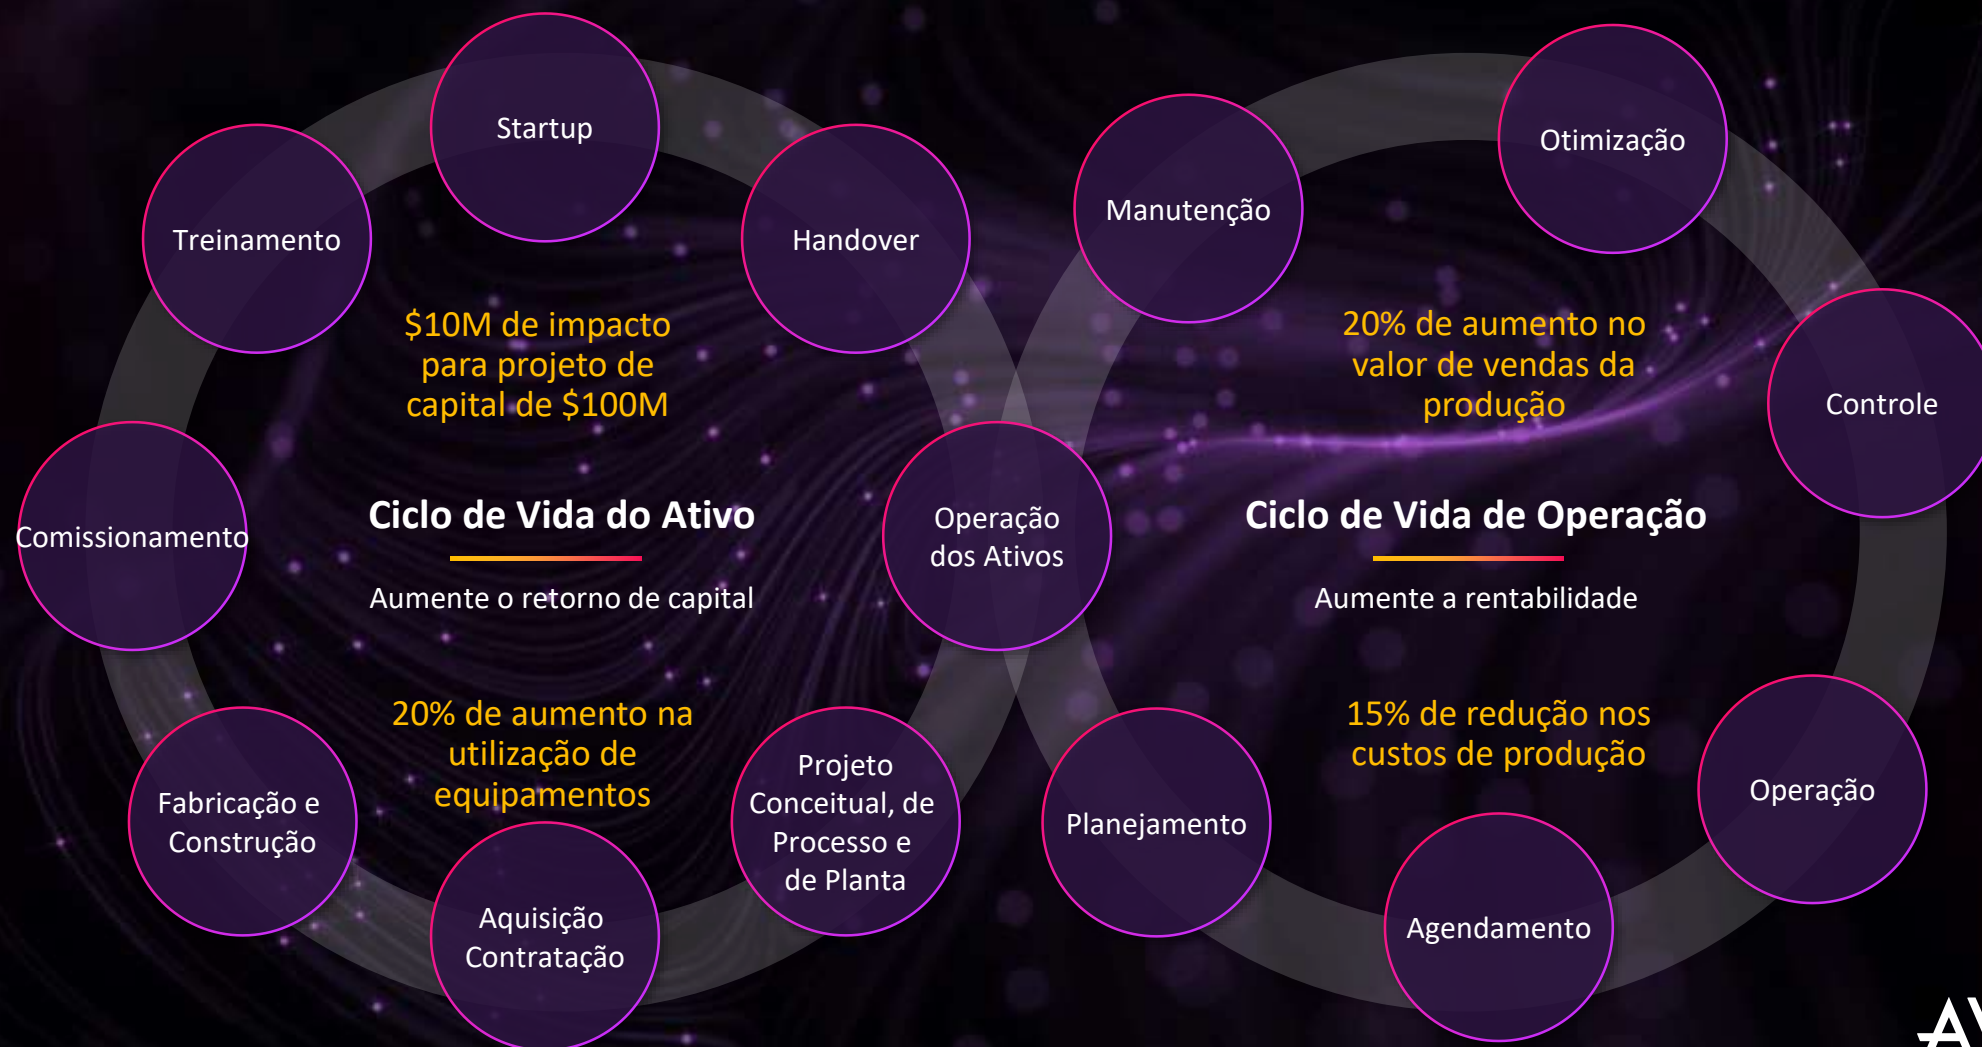 Startup
Otimização
Manutenção
Treinamento
Handover
$10M de impacto
para projeto de
capital de $100M
20% de aumento no
valor de vendas da
produção
Controle
Ciclo de Vida do Ativo
Aumente o retorno de capital
Comissionamento
Operação
dos Ativos
Ciclo de Vida de Operação
Aumente a rentabilidade
20% de aumento na
utilização de
equipamentos
15% de redução nos
custos de produção
Fabricação e
Construção
Projeto
Conceitual, de
Processo e
de Planta
Planejamento
Operação
Aquisição
Contratação
Agendamento